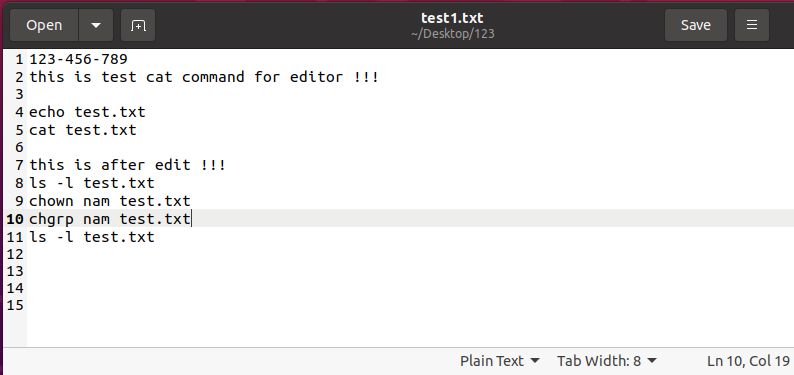 Open
test1.txt
~/Desktop/123
Save
1 123-456-789
2 this is test cat command for editor !!!
3
4 echo test.txt
5 cat test.txt
6
7 this is after edit !!!
8 ls -l test.txt
9 chown nam test.txt
10 chgrp nam test.txt
11 ls -l test.txt
12
13
14
15
Plain Text Tab Width: 8 Ln 10, Col 19